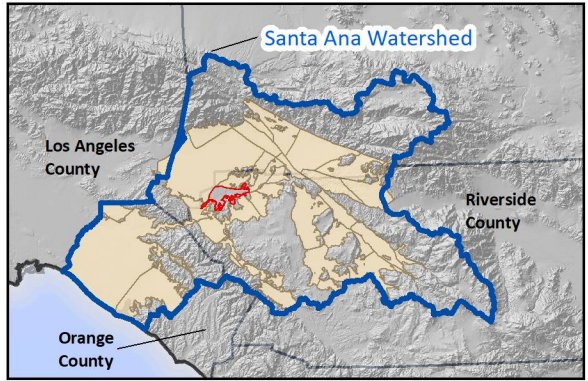 Santa Ana Watershed
Los Angeles
County
Riverside
County
Orange
County